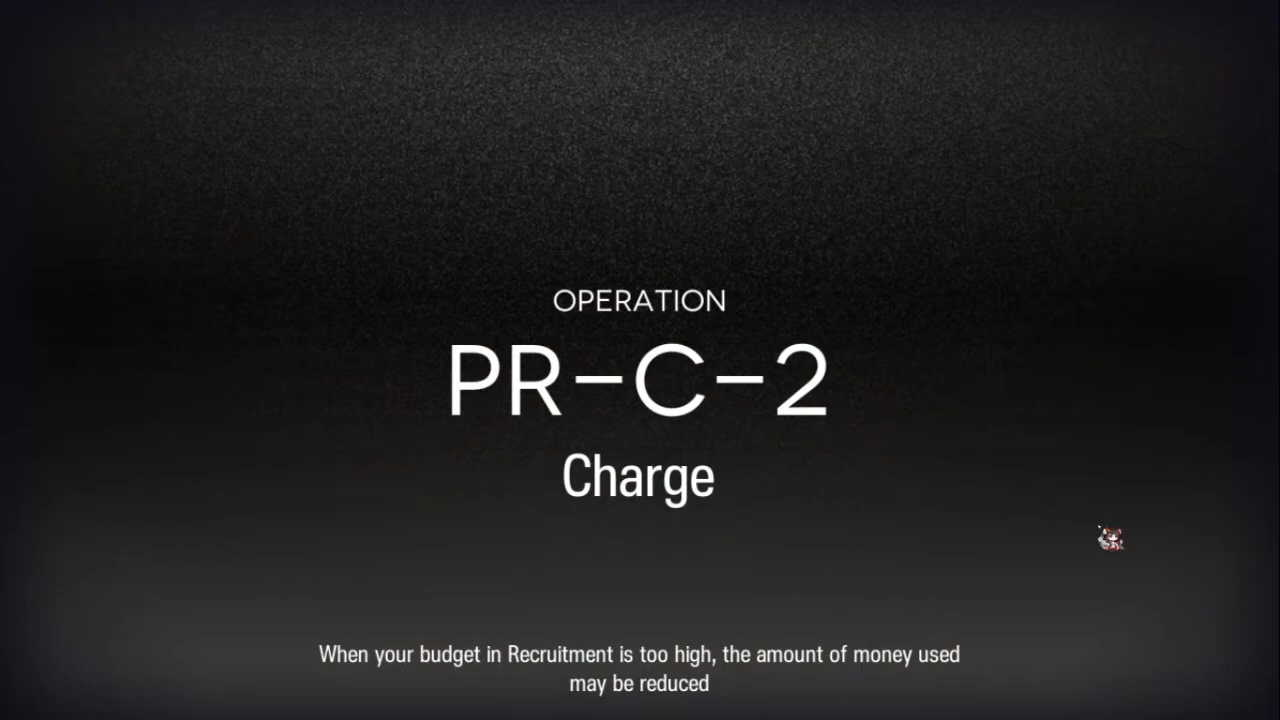 OPERATION
PR-C-2
Charge
When your budget in Recruitment is too high, the amount of money used
may be reduced